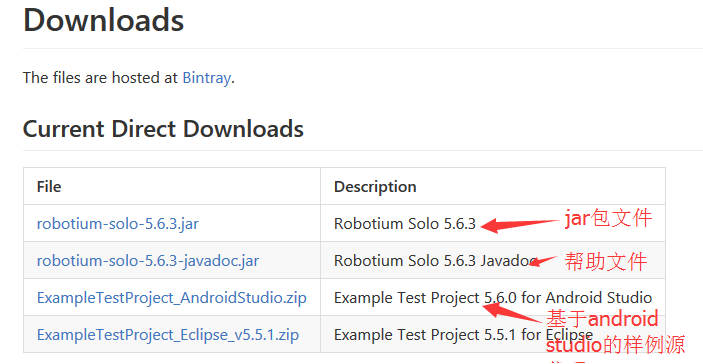 Downloads
The files are hosted at Bintray.
Current Direct Downloads
File Description
robotium-solo-5.6.3.jar Robotium Solo 5.6.3 jar包文件
robotium-solo-5.6.3-javadoc.jar Robotium Solo 5.6.3 Javadoc 帮助文件
ExampleTestProject_AndroidStudio.zip Example Test Project 5.6.0 for Android Studio
ExampleTestProject_Eclipse_v5.5.1.zip Example Test Project 5.5.1 for Eclipse
基于android
studio的样例源